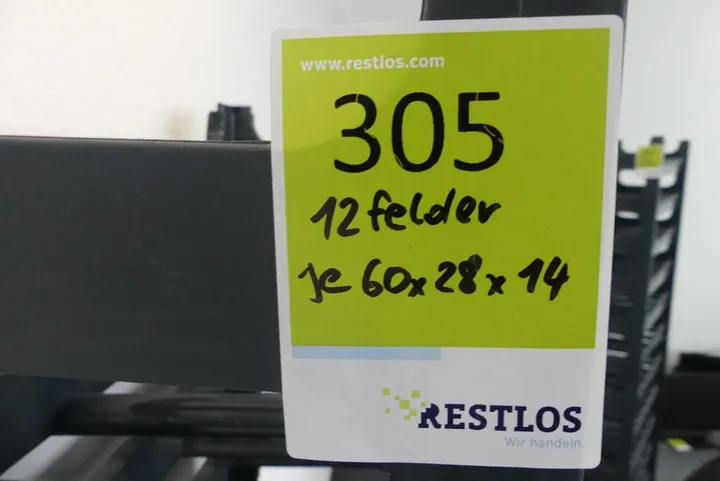 www.restlos.com
305
12 felder
je 60x28x14
RESTLOS
Wir handeln.